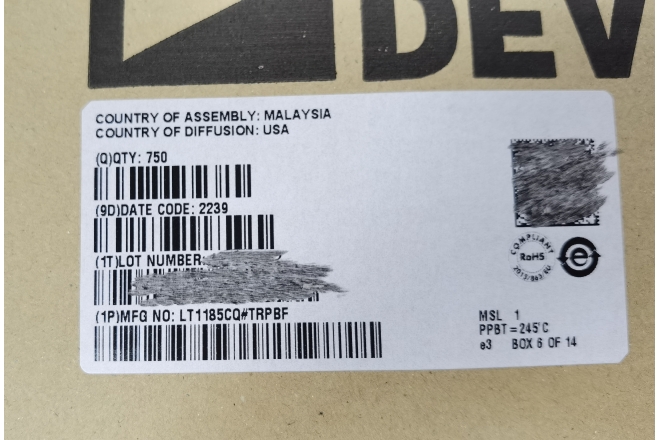 DEV
COUNTRY OF ASSEMBLY: MALAYSIA
COUNTRY OF DIFFUSION: USA
(Q)QTY: 750
(9D)DATE CODE: 2239
(1T)LOT NUMBER:
(1P)MFG NO: LT1185CQ#TRPBF
COMPLIANT
RoHS
e
MSL 1
PPBT=245°C
e3 BOX 6 OF 14